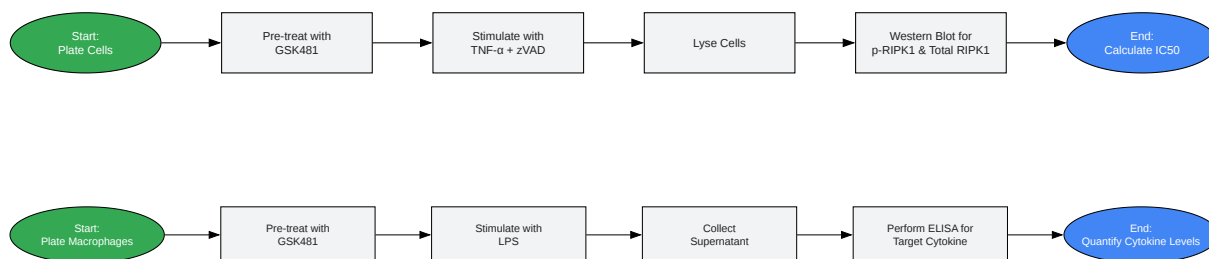 Start:
Plate Cells
Pre-treat with
GSK481
Stimulate with
TNF-α + zVAD
Lyse Cells
Western Blot for
p-RIPK1 & Total RIPK1
End:
Calculate IC50
Start:
Plate Macrophages
Pre-treat with
GSK481
Stimulate with
LPS
Collect
Supernatant
Perform ELISA for
Target Cytokine
End:
Quantify Cytokine Levels